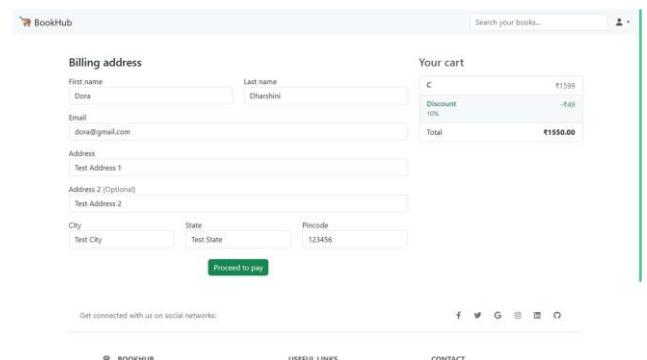 BookHub
Search your books...
Billing address
First name
Last name
Dora
Dharshini
Email
dora@gmail.com
Address
Test Address 1
Address 2 (Optional)
Test Address 2
City
State
Pincode
Test City
Test State
123456
Proceed to pay
Your cart
C
₹1599
Discount
-₹49
10%
Total
₹1550.00
Get connected with us on social networks:
BOOKHUB
USEFUL LINKS
CONTACT